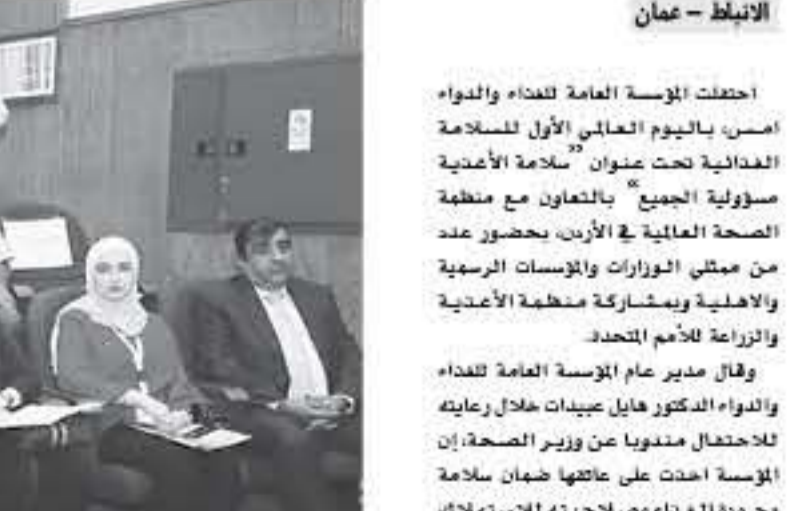 الانباط – عمان
احتفلت المؤسسة العامة للغذاء والدواء
امس، باليوم العالمي الأول للسلامة
الغذائية تحت عنوان "سلامة الأغذية
مسؤولية الجميع" بالتعاون مع منظمة
الصحة العالمية في الأردن، بحضور عدد
من ممثلي الوزارات والمؤسسات الرسمية
والاهلية وبمشاركة منظمة الأغذية
والزراعة للأمم المتحدة.
وقال مدير عام المؤسسة العامة للغذاء
والدواء الدكتور هايل عبيدات خلال رعايته
للاحتفال مندوبا عن وزير الصحة، إن
المؤسسة اخذت على عاتقها ضمان سلامة